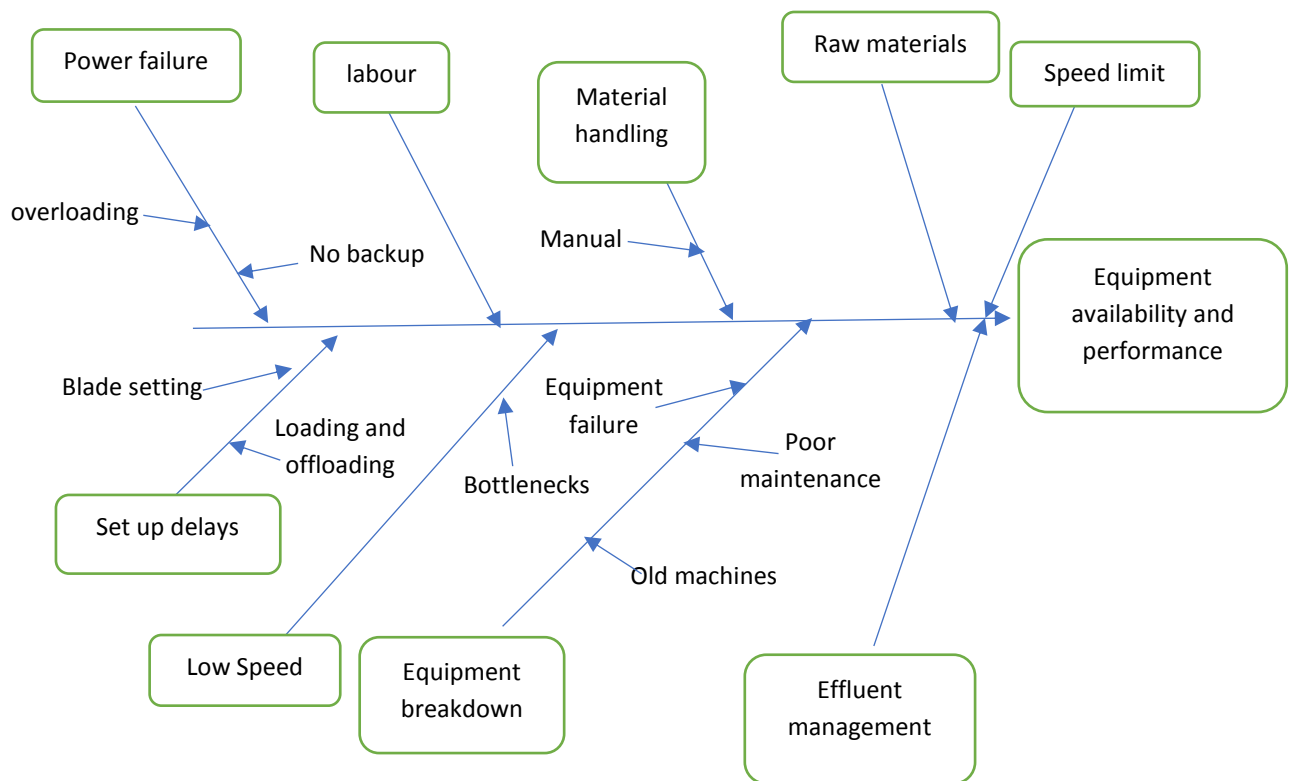 Power failure
labour
Material
handling
Raw materials
Speed limit
overloading
No backup
Manual
Equipment
availability and
performance
Blade setting
Loading and
offloading
Set up delays
Bottlenecks
Low Speed
Equipment
failure
Poor
maintenance
Old machines
Equipment
breakdown
Effluent
management